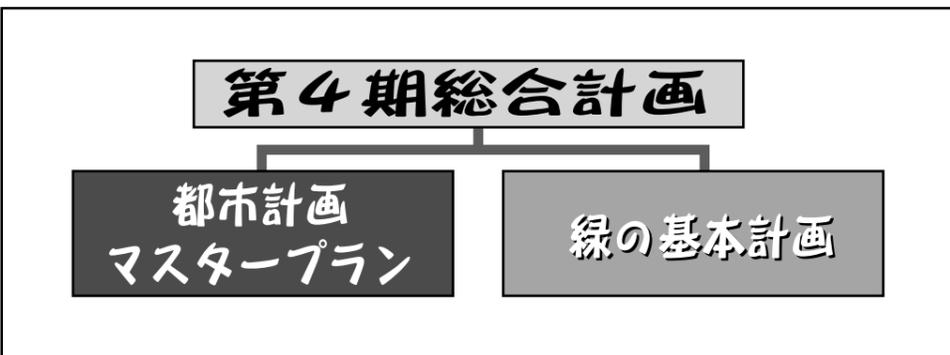 第４期総合計画
都市計画
マスタープラン
緑の基本計画